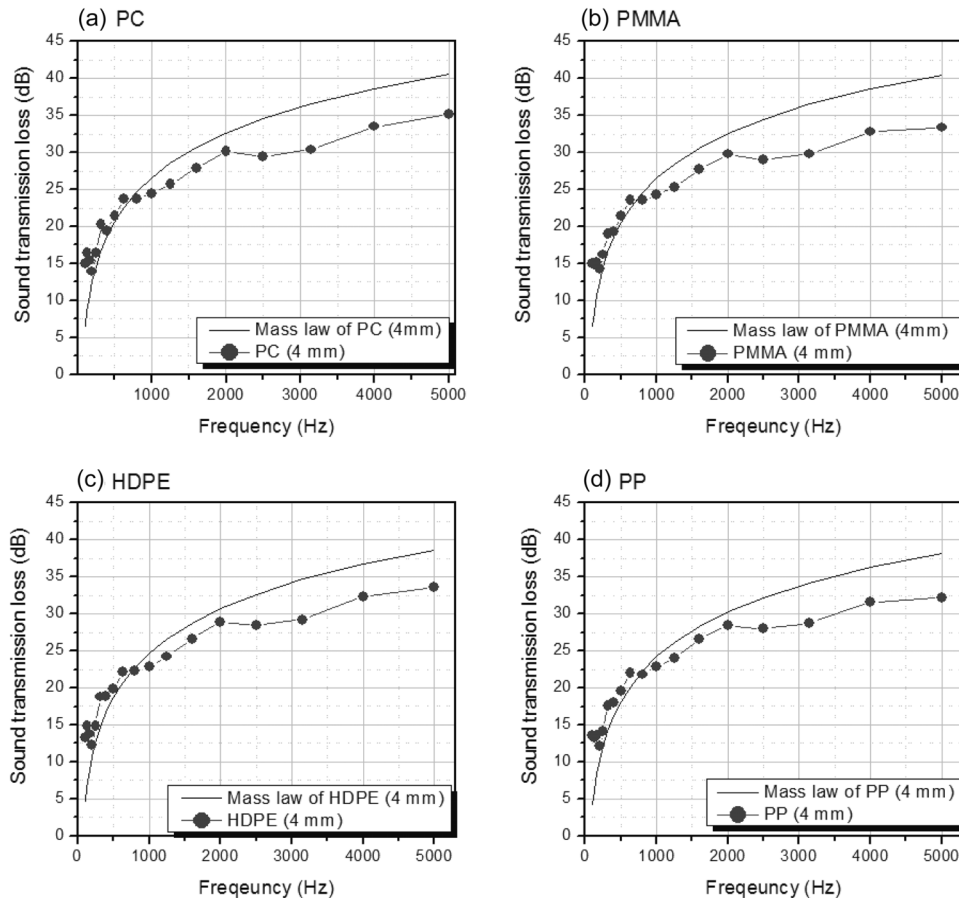 (a) PC
45
40
35
30
25
20
15
10
5
0
Sound transmission loss (dB)
Mass law of PC (4mm)
PC (4 mm)
1000 2000 3000 4000 5000
Frequency (Hz)
(b) PMMA
45
40
35
30
25
20
15
10
5
0
Sound transmission loss (dB)
Mass law of PMMA (4mm)
PMMA (4 mm)
0 1000 2000 3000 4000 5000
Freqeuncy (Hz)
(c) HDPE
45
40
35
30
25
20
15
10
5
0
Sound transmission loss (dB)
Mass law of HDPE (4 mm)
HDPE (4 mm)
0 1000 2000 3000 4000 5000
Freqeuncy (Hz)
(d) PP
45
40
35
30
25
20
15
10
5
0
Sound transmission loss (dB)
Mass law of PP (4 mm)
PP (4 mm)
0 1000 2000 3000 4000 5000
Freqeuncy (Hz)